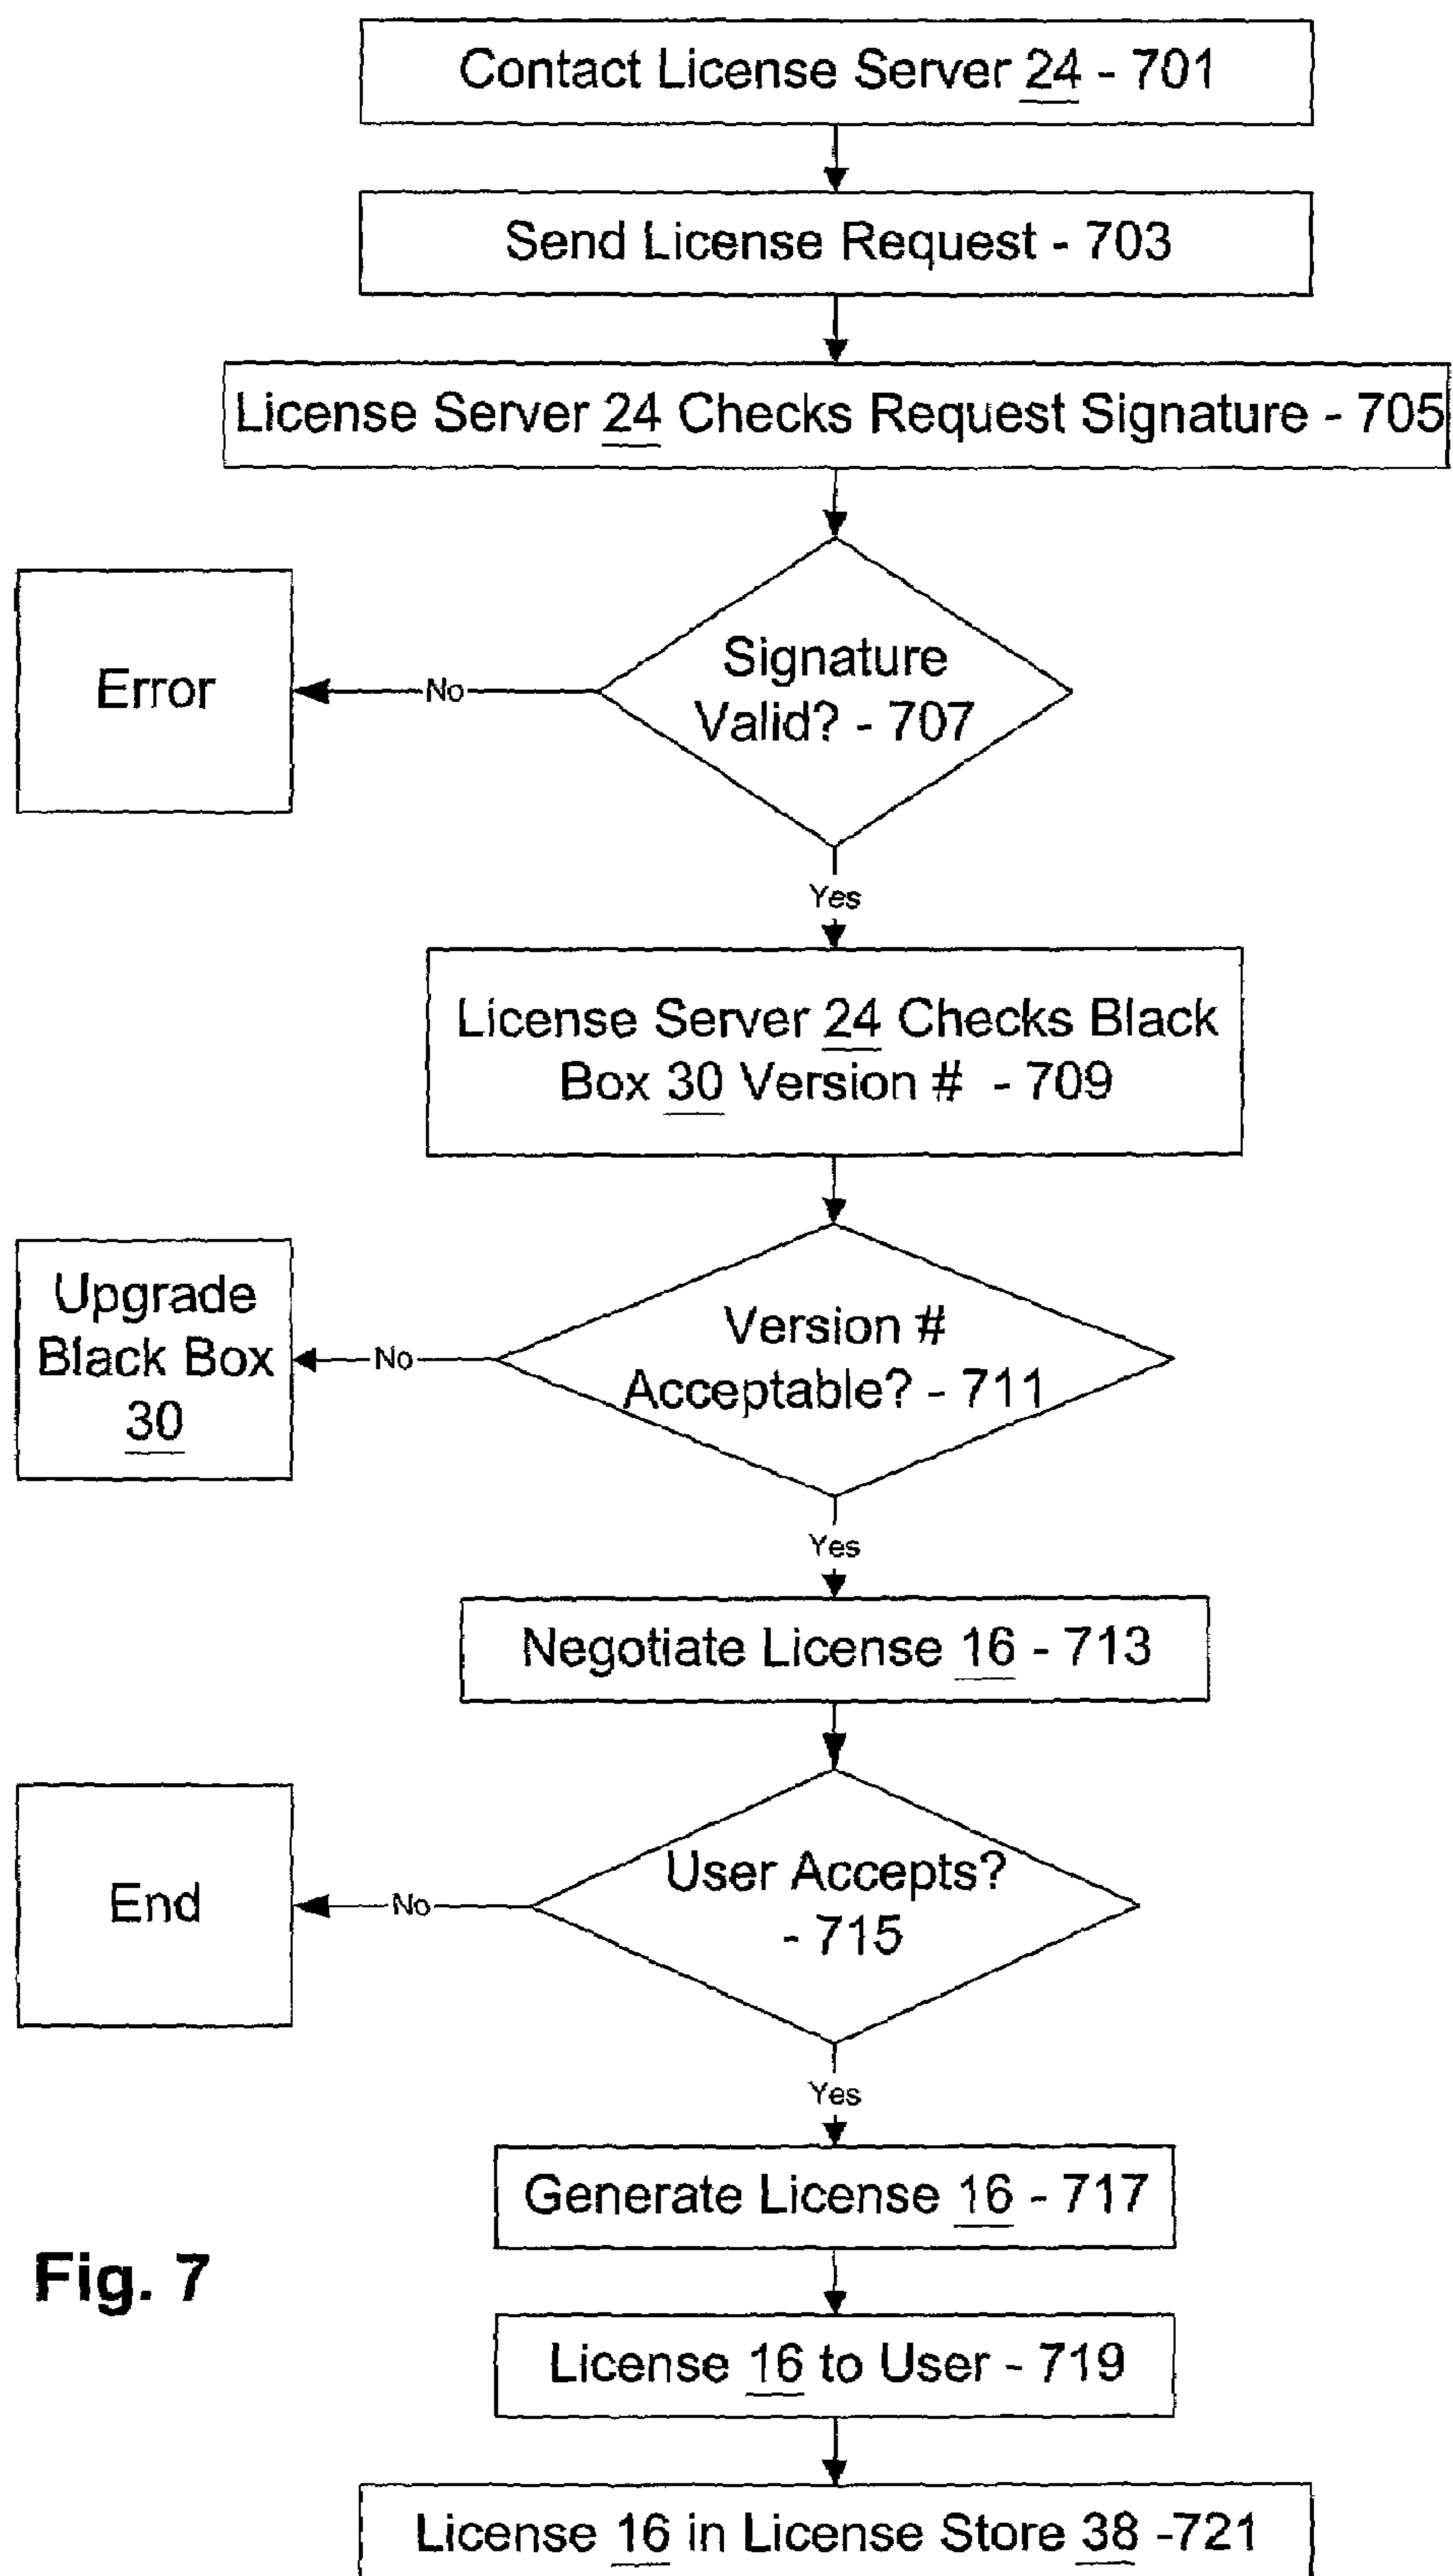 Contact License Server 24 - 701
Send License Request - 703
License Server 24 Checks Request Signature - 705
Signature
Valid? - 707
No
Error
Yes
License Server 24 Checks Black
Box 30 Version # - 709
Version #
Acceptable? - 711
No
Upgrade
Black Box
30
Yes
Negotiate License 16 - 713
User Accepts?
- 715
No
End
Yes
Generate License 16 - 717
Fig. 7
License 16 to User - 719
License 16 in License Store 38 -721